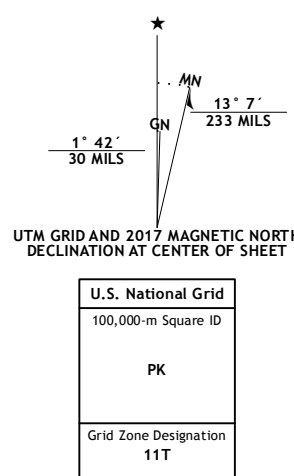 MN
GN
13° 7´
233 MILS
1° 42´
30 MILS
UTM GRID AND 2017 MAGNETIC NORTH
DECLINATION AT CENTER OF SHEET
U.S. National Grid
100,000-m Square ID
PK
Grid Zone Designation
11T